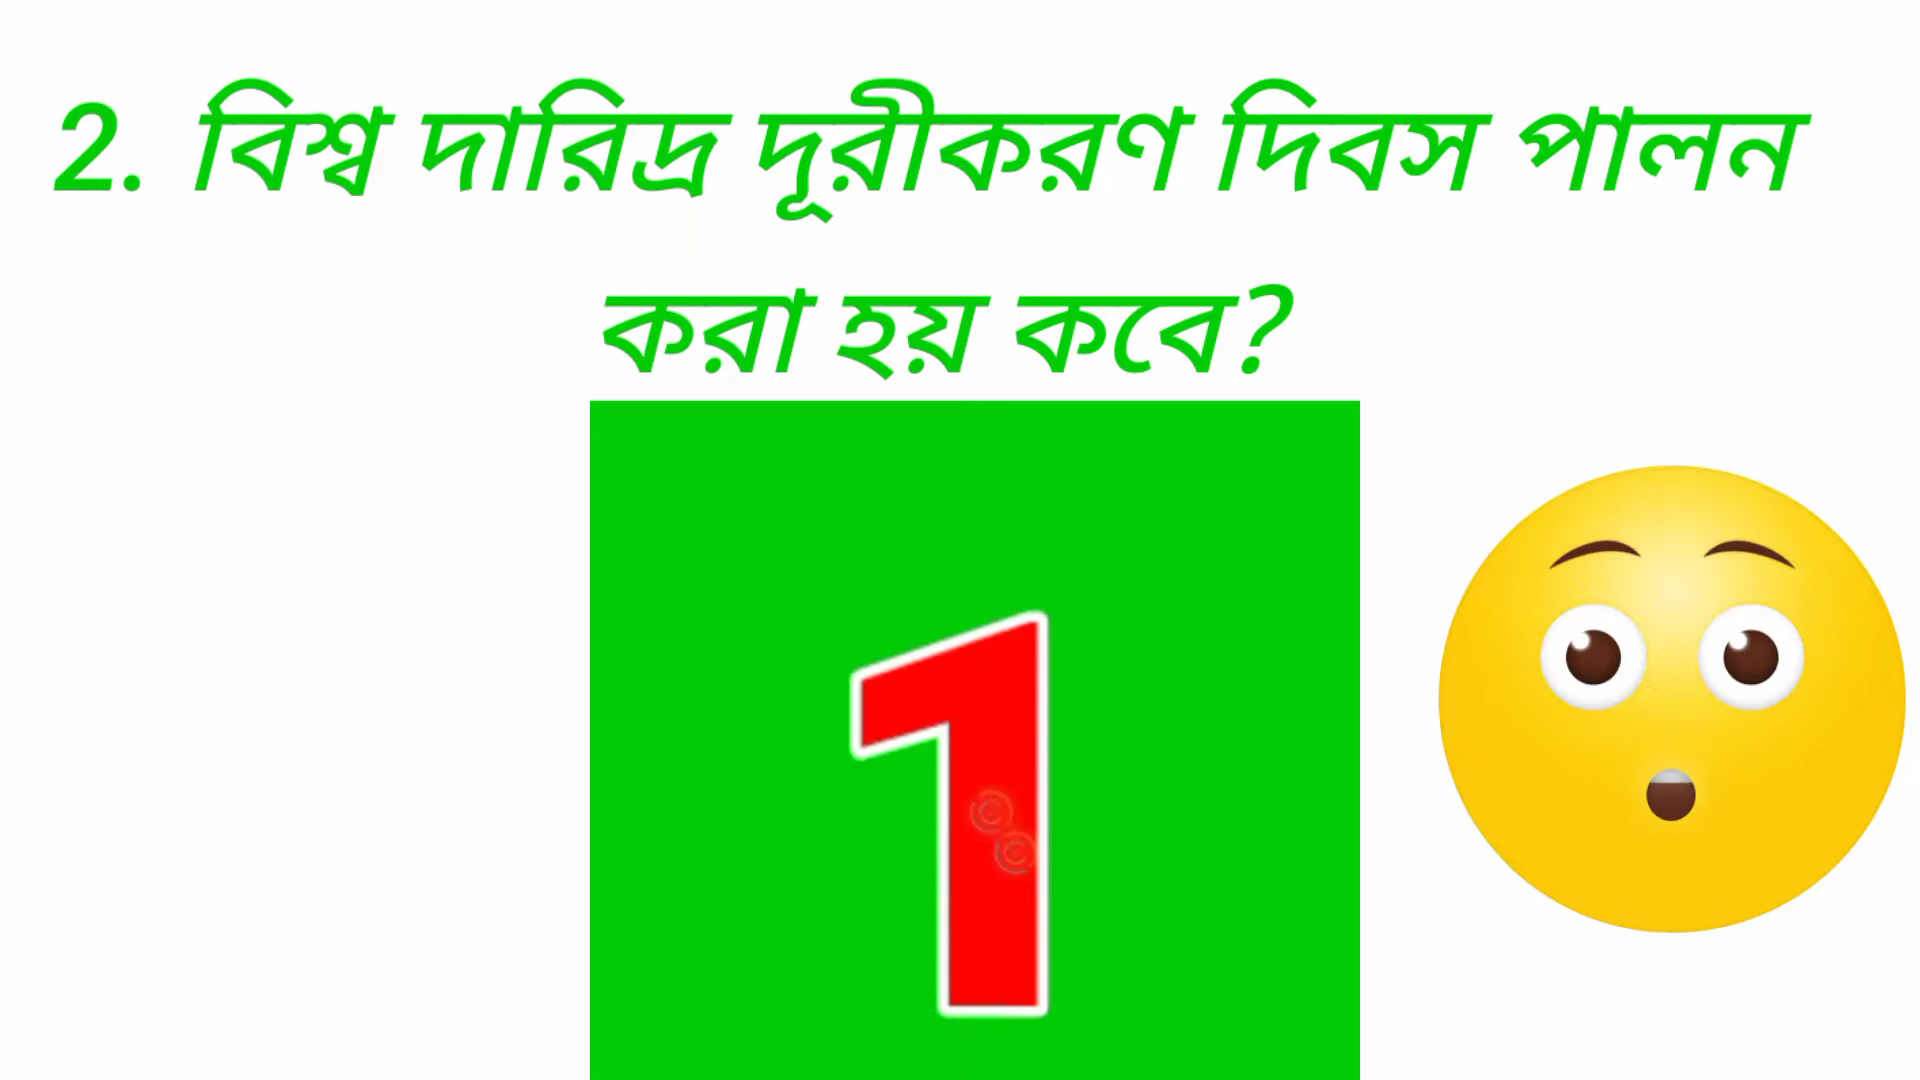 2. বিশ্ব দারিদ্র দূরীকরণ দিবস পালন
করা হয় কবে?
1